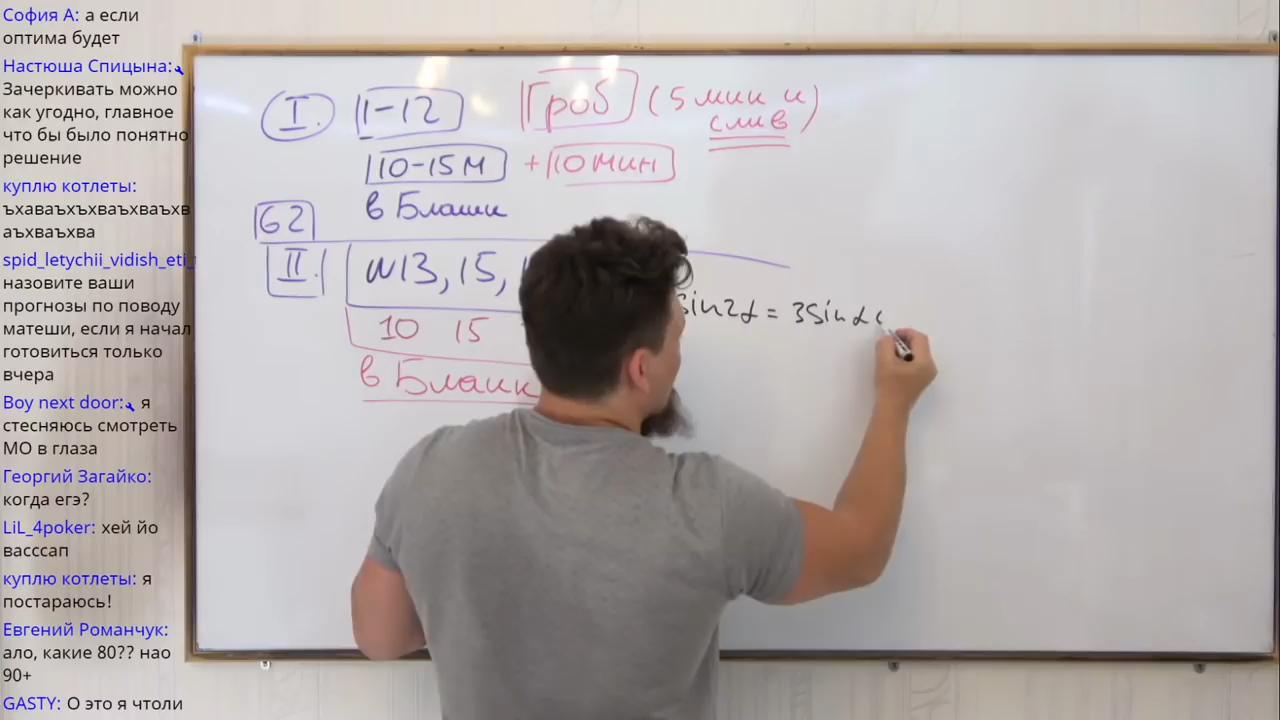 София А: а если
оптима будет
Настюша Спицына:
Зачеркивать можно
как угодно, главное
что бы было понятно
решение
куплю котлеты:
ъхаваъхъхваъхваъхв
аъхваъхва
spid_letychii_vidish_eti_
назовите ваши
прогнозы по поводу
матеши, если я начал
готовиться только
вчера
Boy next door: я
стесняюсь смотреть
МО в глаза
Георгий Загайко:
когда егэ?
LiL_4poker: хей йо
васссап
куплю котлеты: я
постараюсь!
Евгений Романчук:
ало, какие 80?? нао
90+
GASTY: О это я чтоли
I. 1-12 Гроб (5 мин и
слив)
10-15м + 10 мин
62 в Бланк
II. №13, 15,
sin2α = 3sinα
10 15
в Бланк